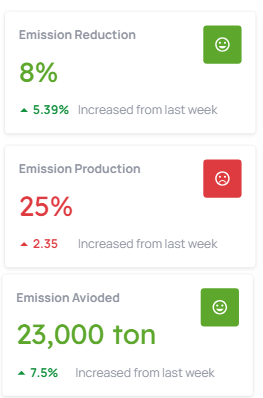 Emission Reduction
8%
5.39% Increased from last week
Emission Production
25%
2.35 Increased from last week
Emission Avioded
23,000 ton
7.5% Increased from last week